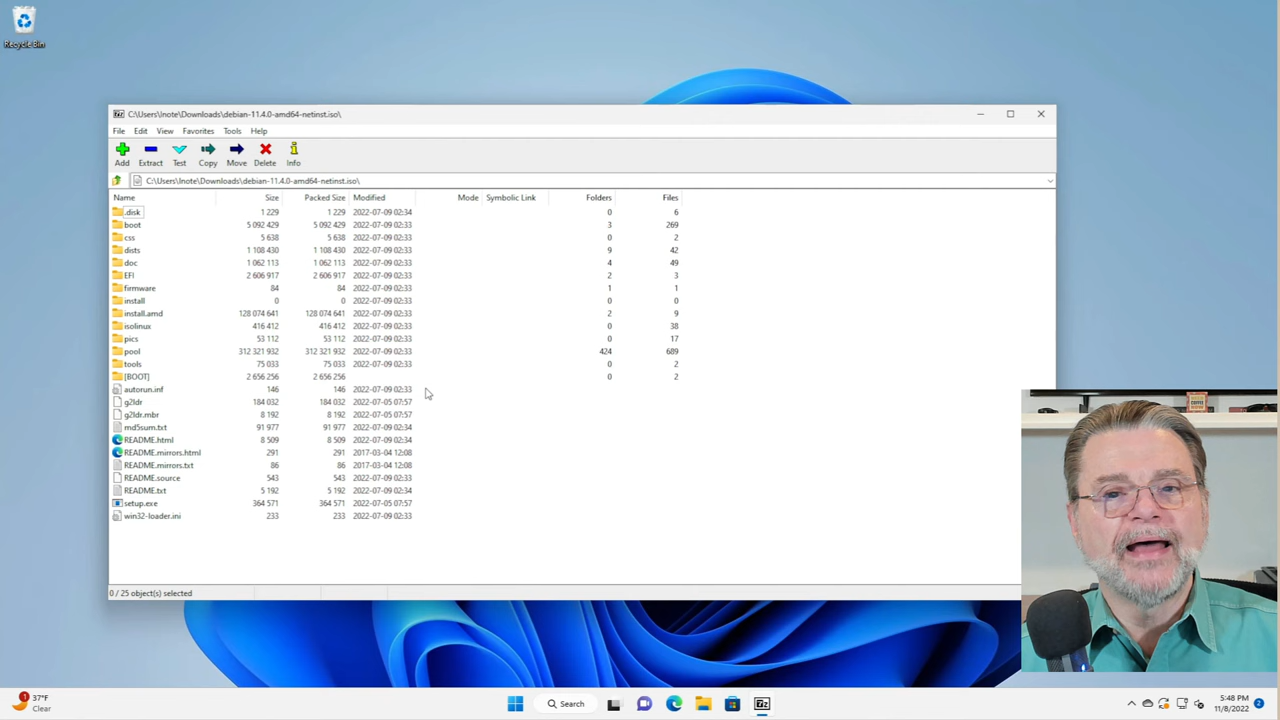 Recycle Bin
C:\Users\lnote\Downloads\debian-11.4.0-amd64-netinst.iso\
File Edit View Favorites Tools Help
Add Extract Test Copy Move Delete Info
C:\Users\lnote\Downloads\debian-11.4.0-amd64-netinst.iso\
Name Size Packed Size Modified Mode Symbolic Link Folders Files
.disk 1 229 1 229 2022-07-09 02:34 0 6
boot 5 092 429 5 092 429 2022-07-09 02:33 3 269
css 5 638 5 638 2022-07-09 02:33 0 2
dists 1 108 430 1 108 430 2022-07-09 02:33 9 42
doc 1 062 113 1 062 113 2022-07-09 02:33 4 49
EFI 2 606 917 2 606 917 2022-07-09 02:33 2 3
firmware 84 84 2022-07-09 02:33 1 1
install 0 0 2022-07-09 02:33 0 0
install.amd 128 074 641 128 074 641 2022-07-09 02:33 2 9
isolinux 416 412 416 412 2022-07-09 02:33 0 38
pics 53 112 53 112 2022-07-09 02:33 0 17
pool 312 321 932 312 321 932 2022-07-09 02:33 424 689
tools 75 033 75 033 2022-07-09 02:33 0 2
[BOOT] 2 656 256 2 656 256 0 2
autorun.inf 146 146 2022-07-09 02:33
g2ldr 184 032 184 032 2022-07-05 07:57
g2ldr.mbr 8 192 8 192 2022-07-05 07:57
md5sum.txt 91 977 91 977 2022-07-09 02:34
README.html 8 509 8 509 2022-07-09 02:34
README.mirrors.html 291 291 2017-03-04 12:08
README.mirrors.txt 86 86 2017-03-04 12:08
README.source 543 543 2022-07-09 02:33
README.txt 5 192 5 192 2022-07-09 02:34
setup.exe 364 571 364 571 2022-07-05 07:57
win32-loader.ini 233 233 2022-07-09 02:33
0 / 25 object(s) selected
COFFEE
1 37°F
Clear
Search
7z
5:48 PM
11/8/2022 2